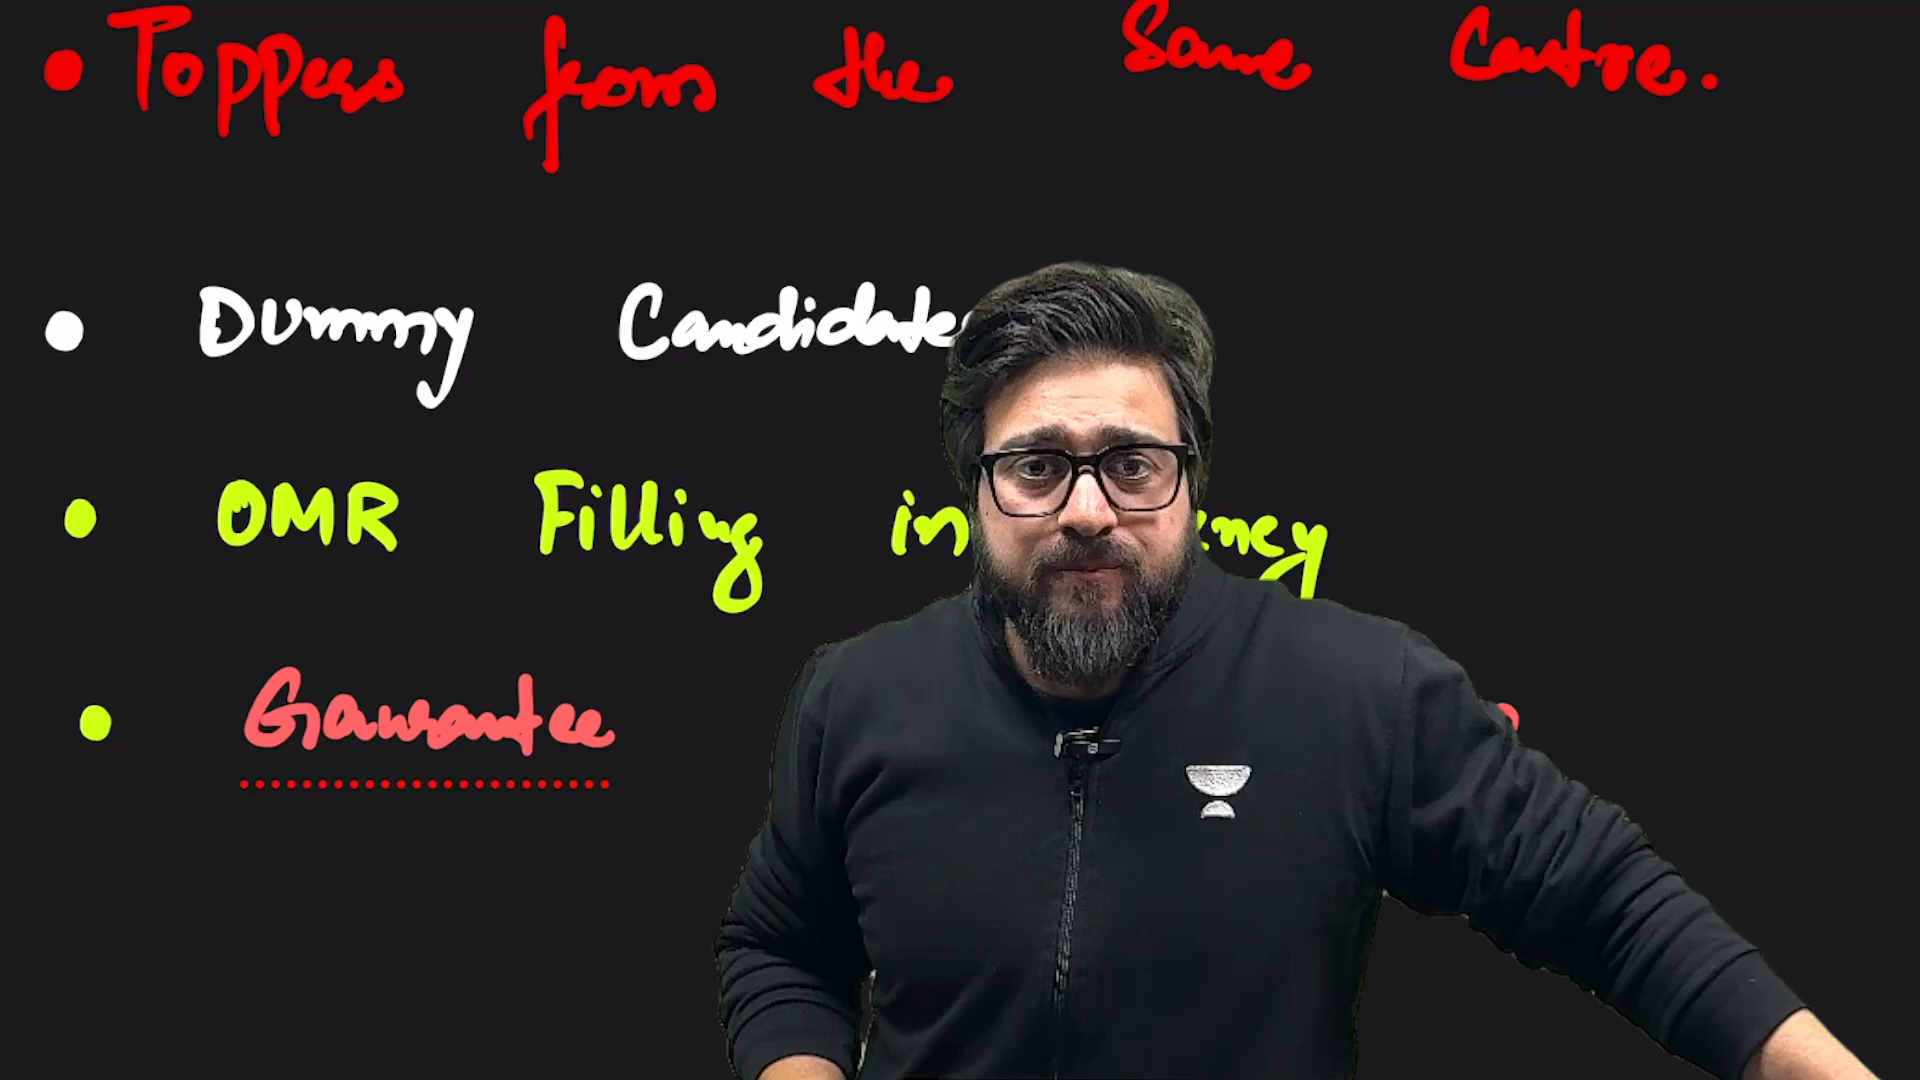 Toppers from the Same Centre.
Dummy Candidate
OMR Filling in
Gaurantee